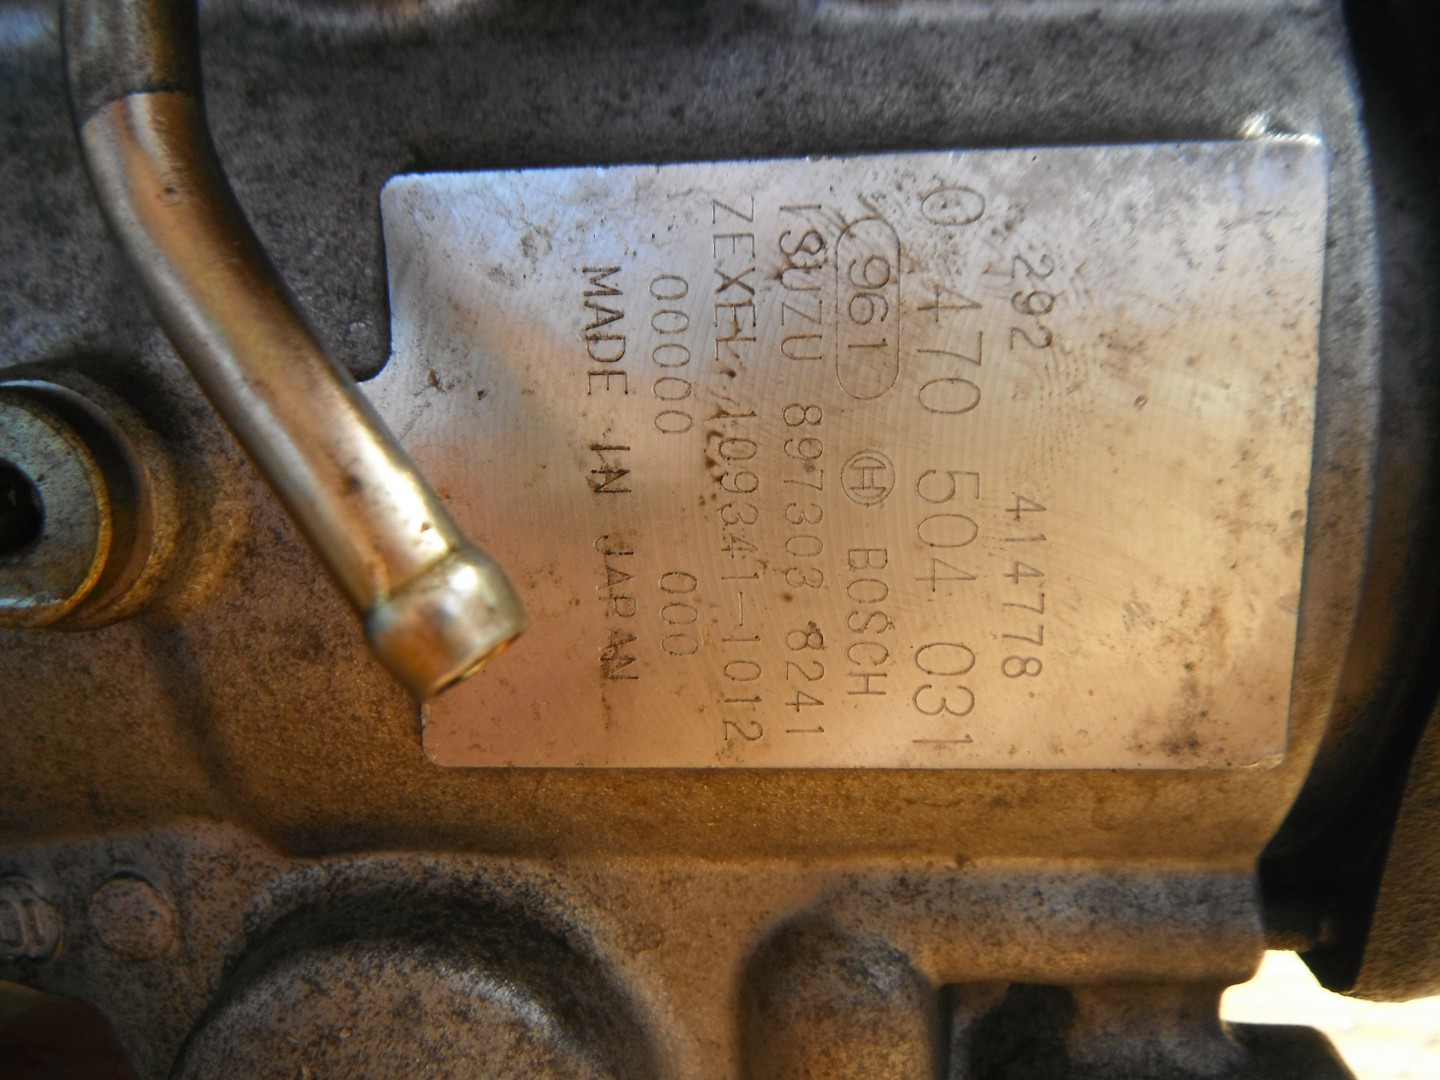 292 414778
0 470 504 031
961 H BOSCH
ISUZU 897303 8241
ZEXEL 109341-1012
00000 000
MADE IN JAPAN